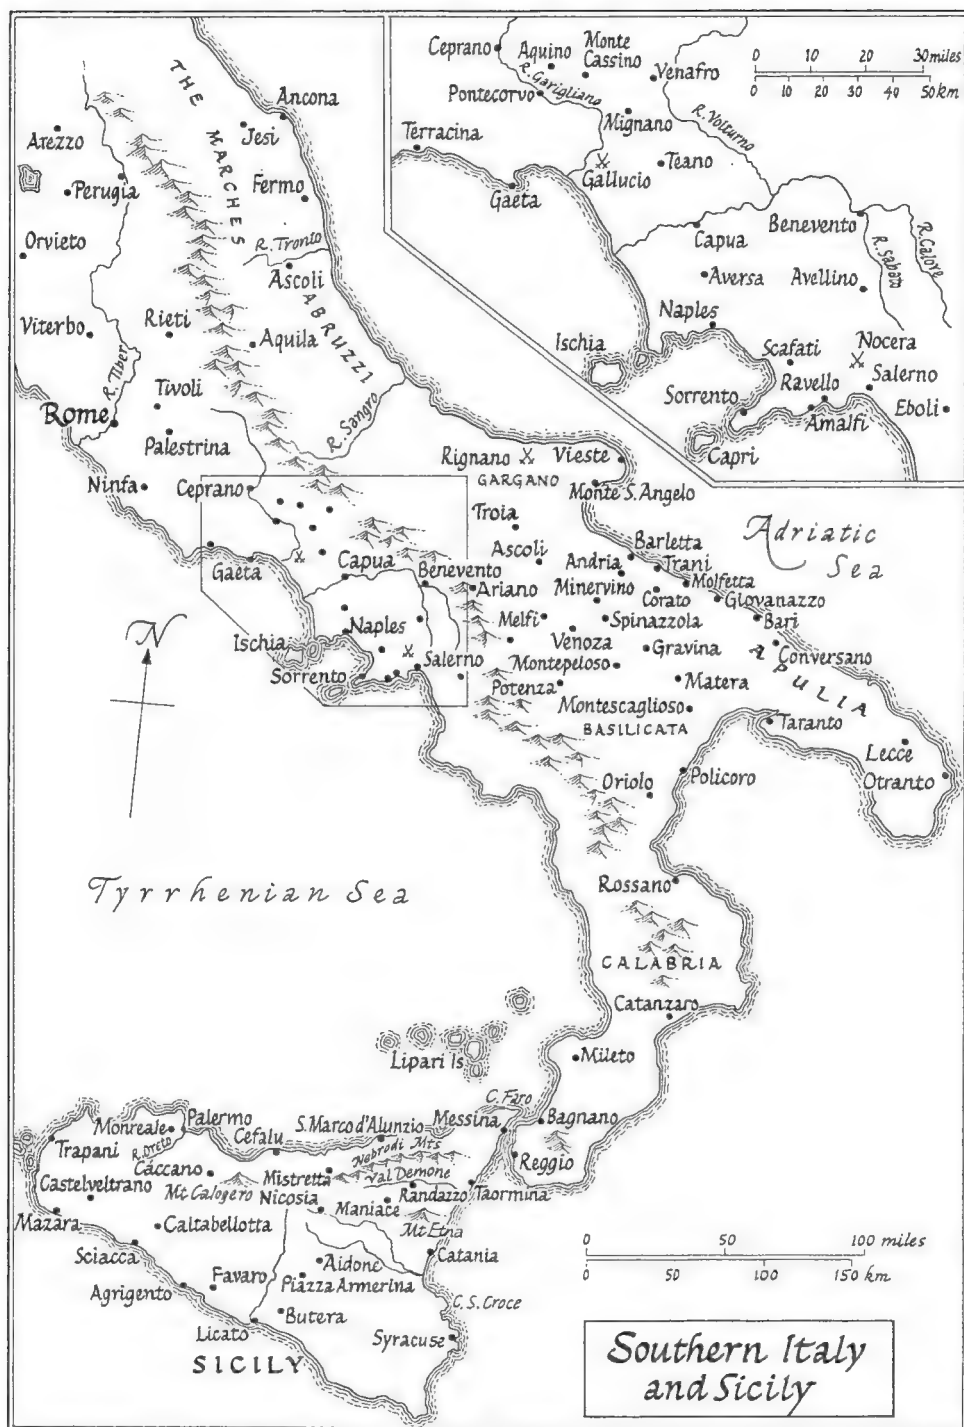 Ceprano
Aquino
Monte
Cassino
Venafro
R. Garigliano
Pontecorvo
Mignano
R. Volturno
Terracina
Gallucio
Teano
Gaeta
Capua
Benevento
R. Sabato
R. Calore
Aversa
Avellino
Naples
Ischia
Scafati
Nocera
Ravello
Salerno
Sorrento
Amalfi
Eboli
Capri
0 10 20 30 miles
0 10 20 30 40 50 km
THE MARCHES
Ancona
Jesi
Arezzo
Perugia
Fermo
Orvieto
R. Tronto
Ascoli
ABRUZZI
Viterbo
Rieti
Aquila
R. Tiber
Tivoli
Rome
R. Sangro
Palestrina
Ninfa
Ceprano
Rignano
Vieste
GARGANO
Monte S. Angelo
Troia
Adriatic
Sea
Ascoli
Barletta
Andria
Trani
Gaeta
Capua
Benevento
Ariano
Minervino
Molfetta
Corato
Giovanazzo
Melfi
Spinazzola
Bari
Naples
Venoza
Ischia
Gravina
Conversano
Salerno
Montepeloso
APULIA
Sorrento
Potenza
Matera
Montescaglioso
BASILICATA
Taranto
Lecce
Otranto
Oriolo
Policoro
N
Tyrrhenian Sea
Rossano
CALABRIA
Catanzaro
Lipari Is
Mileto
C. Faro
Monreale
Palermo
S. Marco d'Alunzio
Messina
Bagnano
Trapani
R. Oreto
Cefalu
Nebrodi Mts
Reggio
Cáccano
Mistretta
Val Demone
Castelveltrano
Mt Calogero
Nicosia
Randazzo
Taormina
Maniace
Mazara
Caltabellotta
Mt Etna
Sciacca
Catania
Aidone
Favaro
Piazza Armerina
Agrigento
C. S. Croce
Butera
Licato
Syracuse
SICILY
0 50 100 miles
0 50 100 150 km
Southern Italy
and Sicily